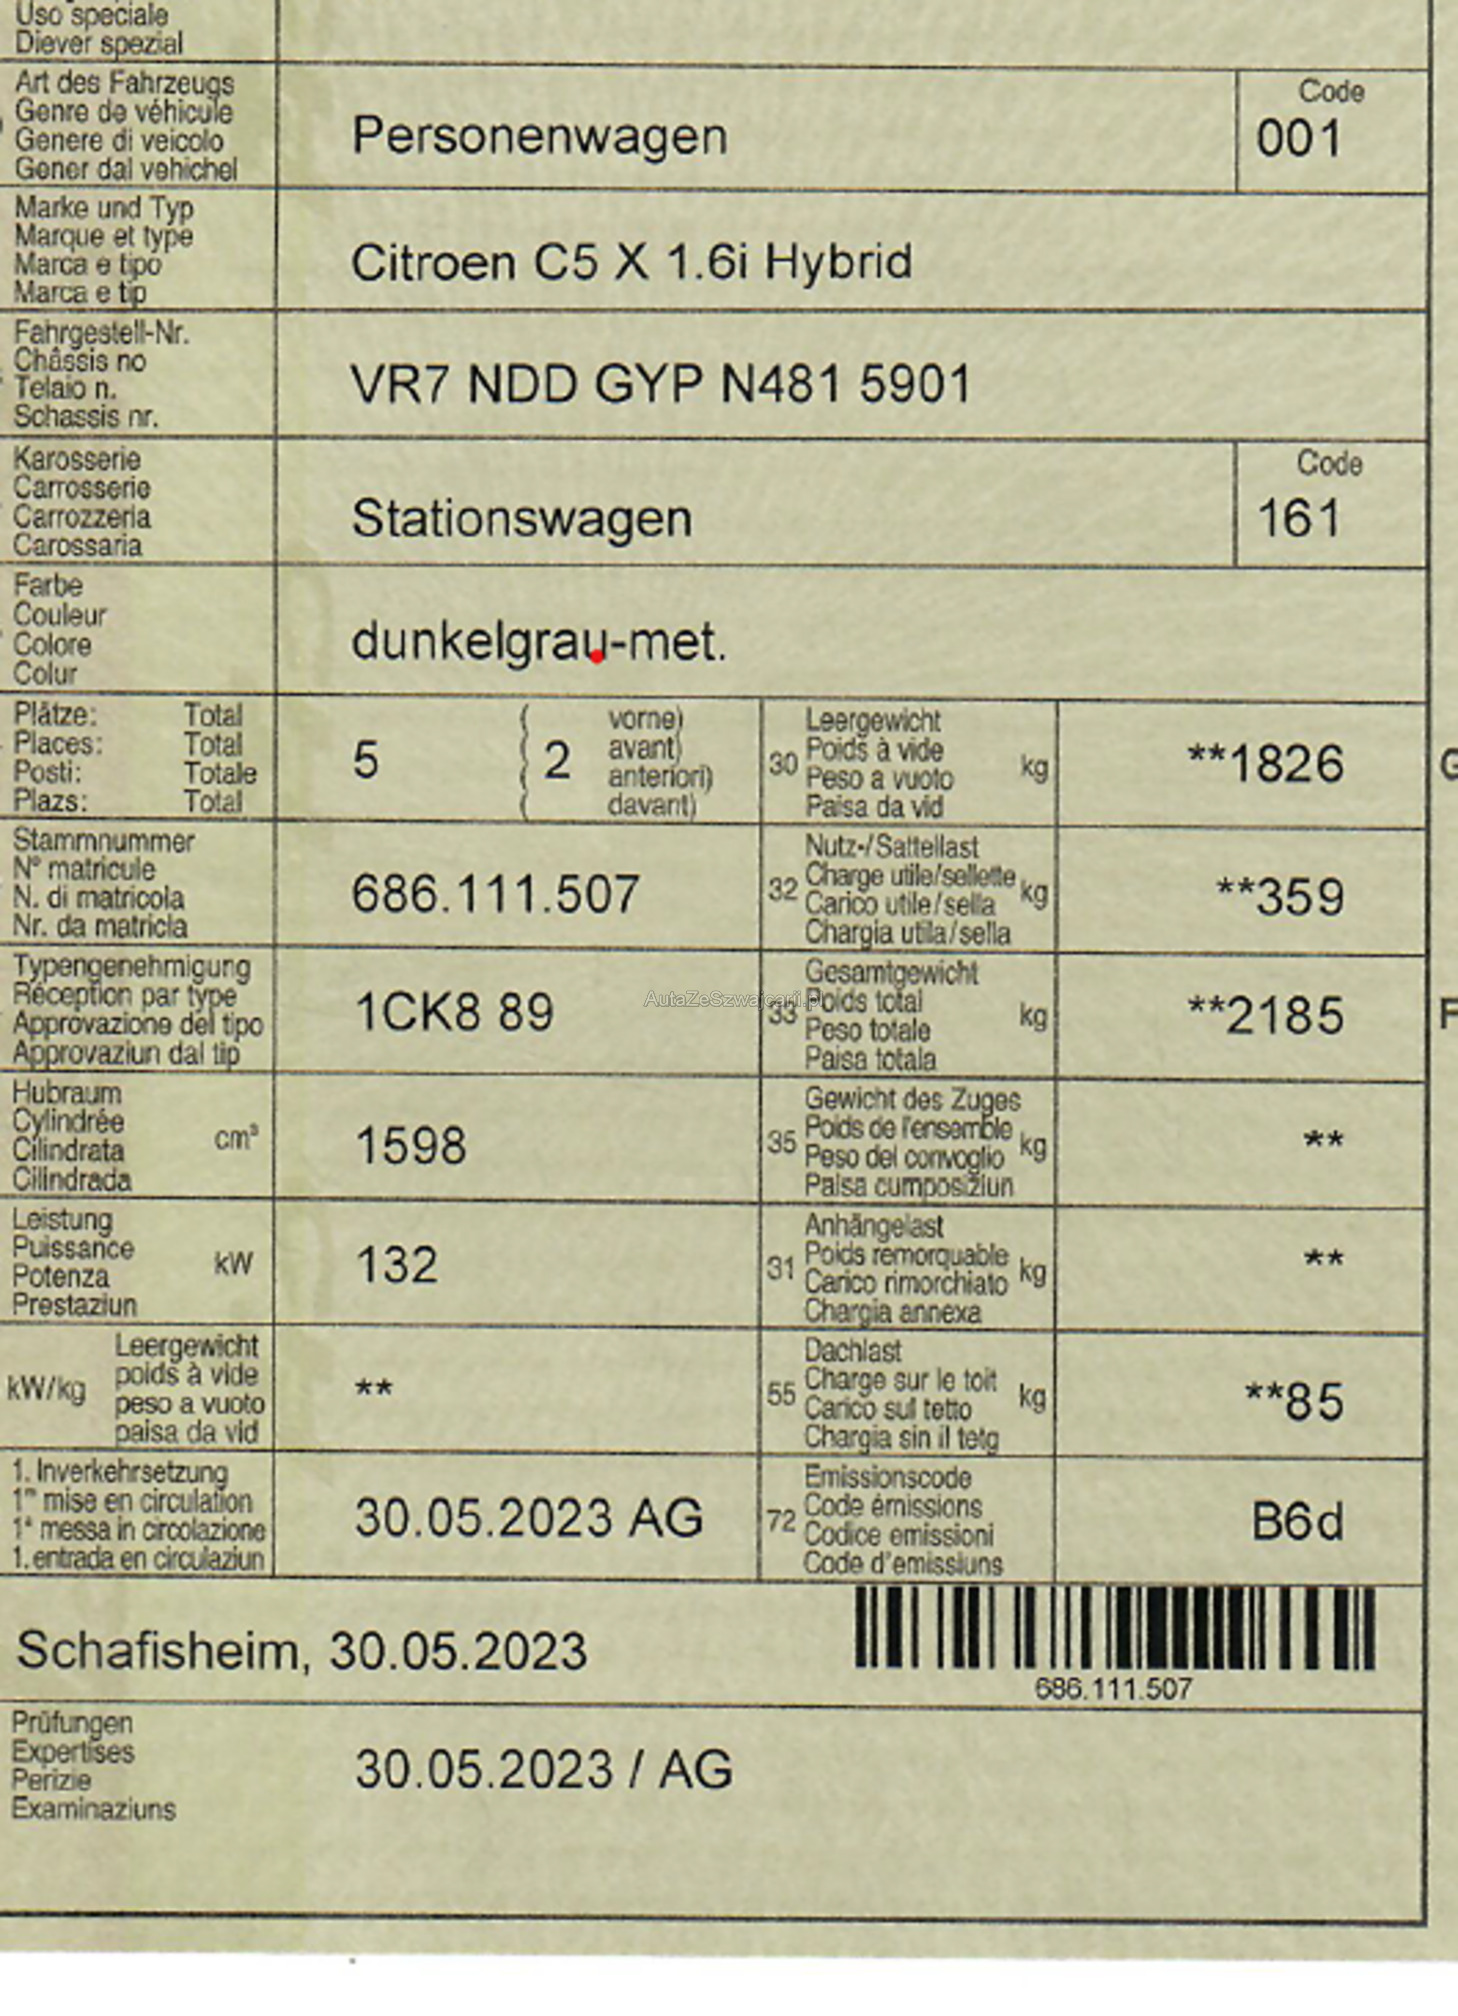 Uso speciale
Diever spezial
Art des Fahrzeugs
Genre de véhicule
Genere di veicolo
Gener dal vehichel
Personenwagen
Code
001
Marke und Typ
Marque et type
Marca e tipo
Marca e tip
Citroen C5 X 1.6i Hybrid
Fahrgestell-Nr.
Châssis no
Telaio n.
Schassis nr.
VR7 NDD GYP N481 5901
Karosserie
Carrosserie
Carrozzeria
Carossaria
Stationswagen
Code
161
Farbe
Couleur
Colore
Colur
dunkelgrau-met.
Plätze: Total
Places: Total
Posti: Totale
Plazs: Total
5
( vorne)
( 2 avant)
( anteriori)
( davant)
30
Leergewicht
Poids à vide
Peso a vuoto
Paisa da vid
kg
**1826
G
Stammnummer
N° matricule
N. di matricola
Nr. da matricla
686.111.507
32
Nutz-/Sattellast
Charge utile/sellette
Carico utile/sella
Chargia utila/sella
kg
**359
Typengenehmigung
Réception par type
Approvazione del tipo
Approvaziun dal tip
1CK8 89
AutaZeSzwajcarii.pl
33
Gesamtgewicht
Poids total
Peso totale
Paisa totala
kg
**2185
F
Hubraum
Cylindrée
Cilindrata
Cilindrada
cm³
1598
35
Gewicht des Zuges
Poids de l'ensemble
Peso del convoglio
Paisa cumposiziun
kg
**
Leistung
Puissance
Potenza
Prestaziun
kW
132
31
Anhängelast
Poids remorquable
Carico rimorchiato
Chargia annexa
kg
**
kW/kg
Leergewicht
poids à vide
peso a vuoto
paisa da vid
**
55
Dachlast
Charge sur le toit
Carico sul tetto
Chargia sin il tetg
kg
**85
1. Inverkehrsetzung
1re mise en circulation
1a messa in circolazione
1. entrada en circulaziun
30.05.2023 AG
72
Emissionscode
Code émissions
Codice emissioni
Code d'emissiuns
B6d
Schafisheim, 30.05.2023
686.111.507
Prüfungen
Expertises
Perizie
Examinaziuns
30.05.2023 / AG